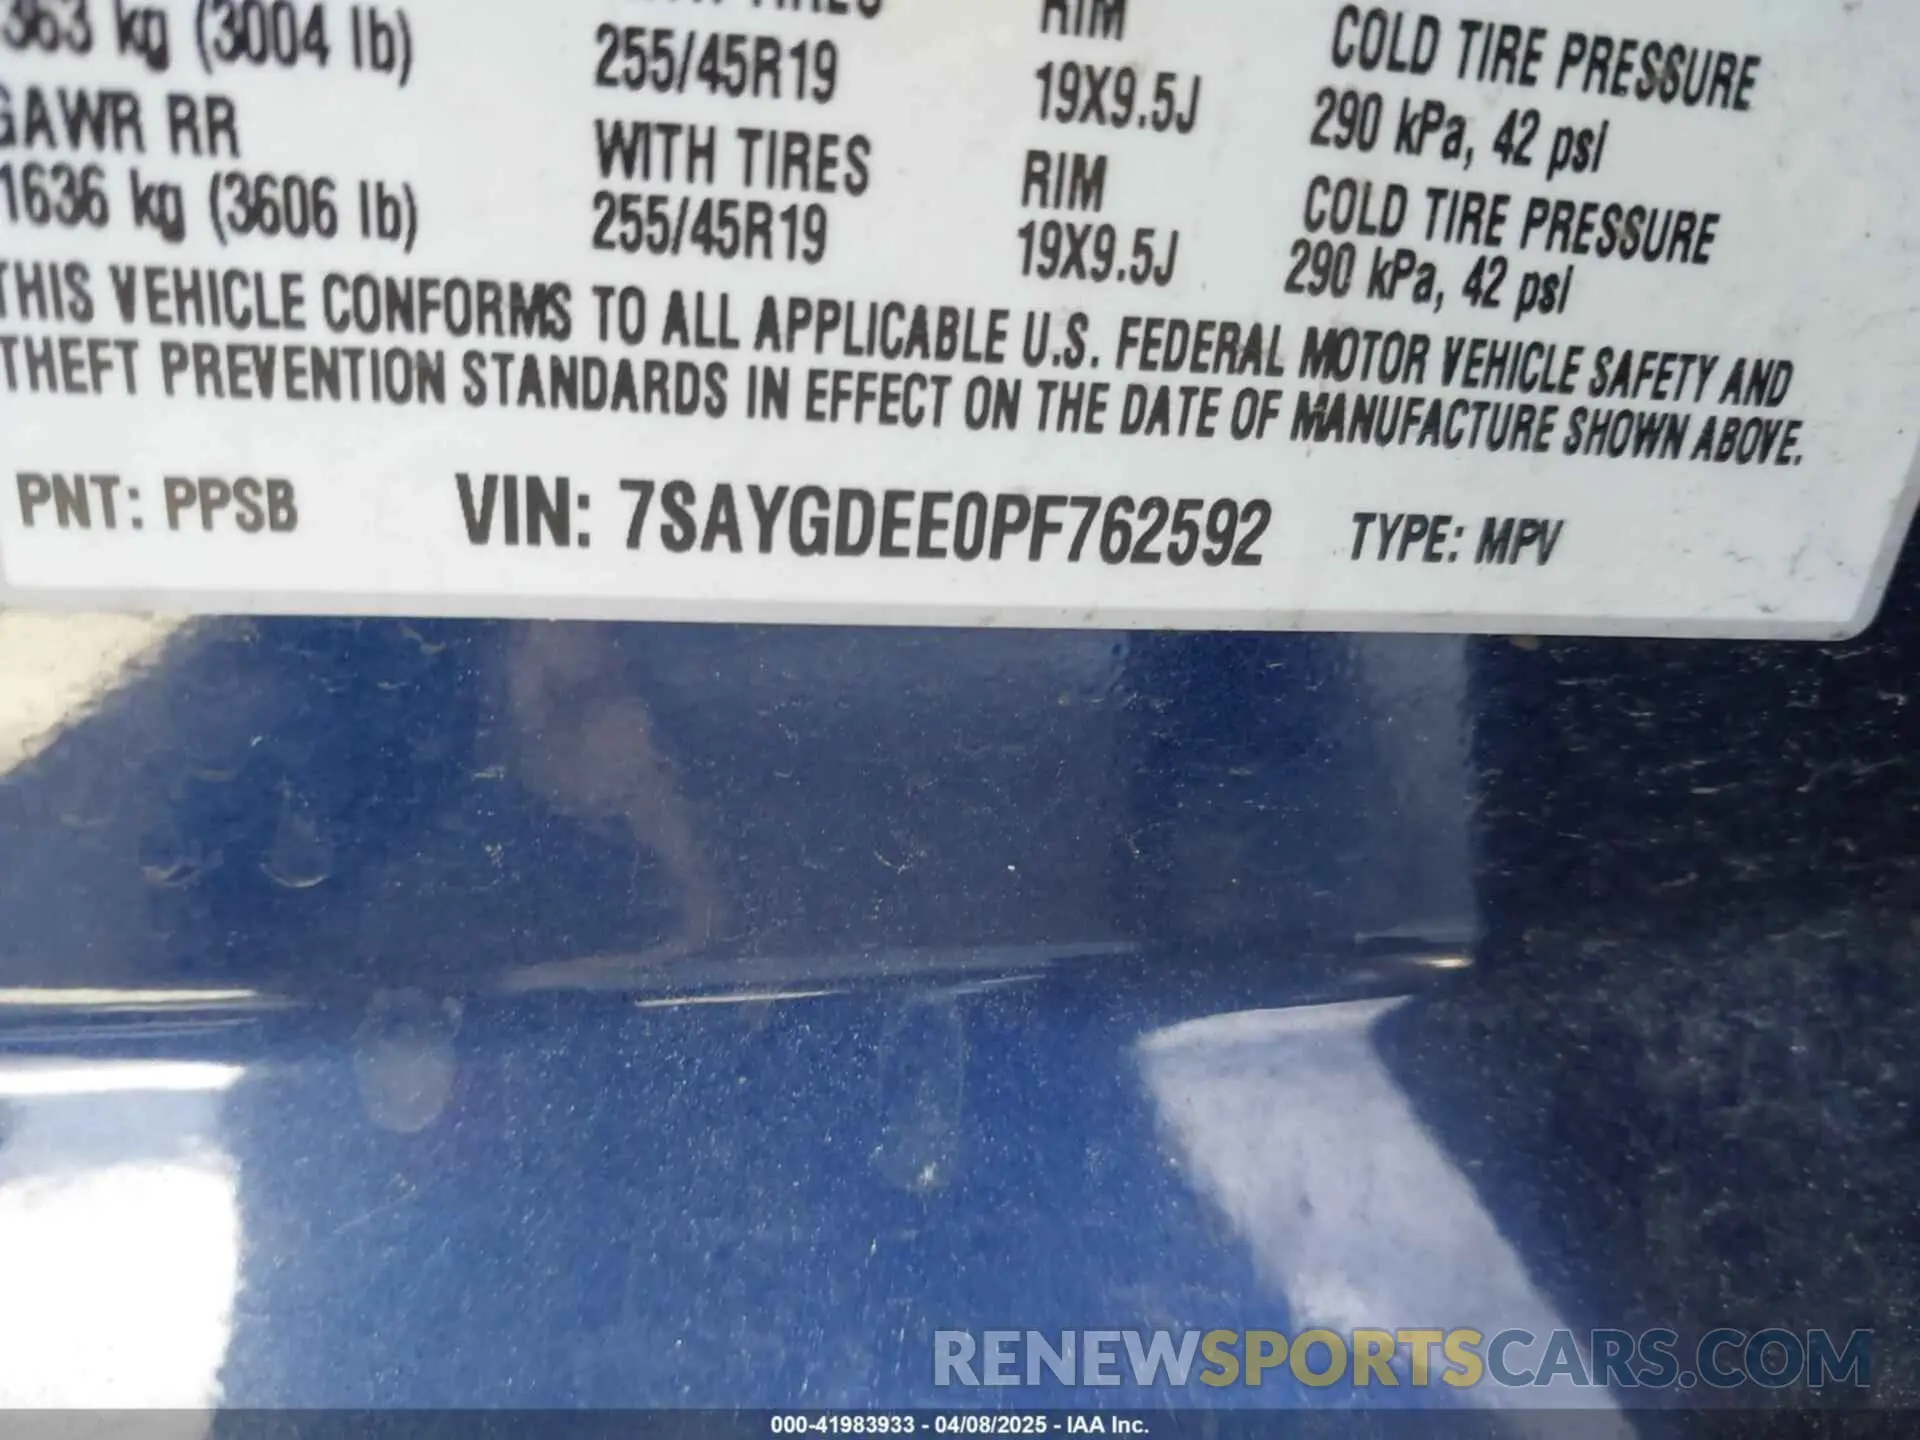 363 kg (3004 lb) 255/45R19 19X9.5J 290 kPa, 42 psi
WITH TIRES RIM COLD TIRE PRESSURE
GAWR RR WITH TIRES RIM COLD TIRE PRESSURE
1636 kg (3606 lb) 255/45R19 19X9.5J 290 kPa, 42 psi
THIS VEHICLE CONFORMS TO ALL APPLICABLE U.S. FEDERAL MOTOR VEHICLE SAFETY AND
THEFT PREVENTION STANDARDS IN EFFECT ON THE DATE OF MANUFACTURE SHOWN ABOVE.
PNT: PPSB VIN: 7SAYGDEE0PF762592 TYPE: MPV
RENEWSPORTSCARS.COM
000-41983933 - 04/08/2025 - IAA Inc.